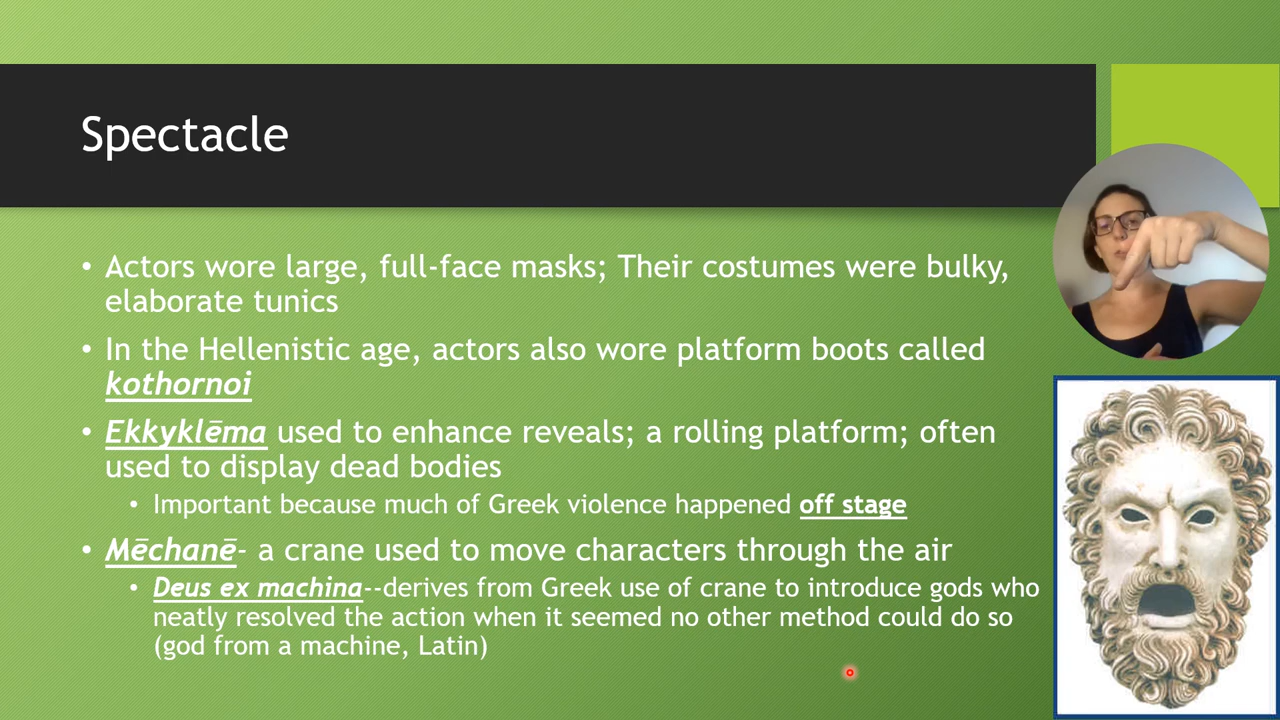 Spectacle
• Actors wore large, full-face masks; Their costumes were bulky,
elaborate tunics
• In the Hellenistic age, actors also wore platform boots called
kothornoi
• Ekkyklēma used to enhance reveals; a rolling platform; often
used to display dead bodies
• Important because much of Greek violence happened off stage
• Mēchanē- a crane used to move characters through the air
• Deus ex machina--derives from Greek use of crane to introduce gods who
neatly resolved the action when it seemed no other method could do so
(god from a machine, Latin)